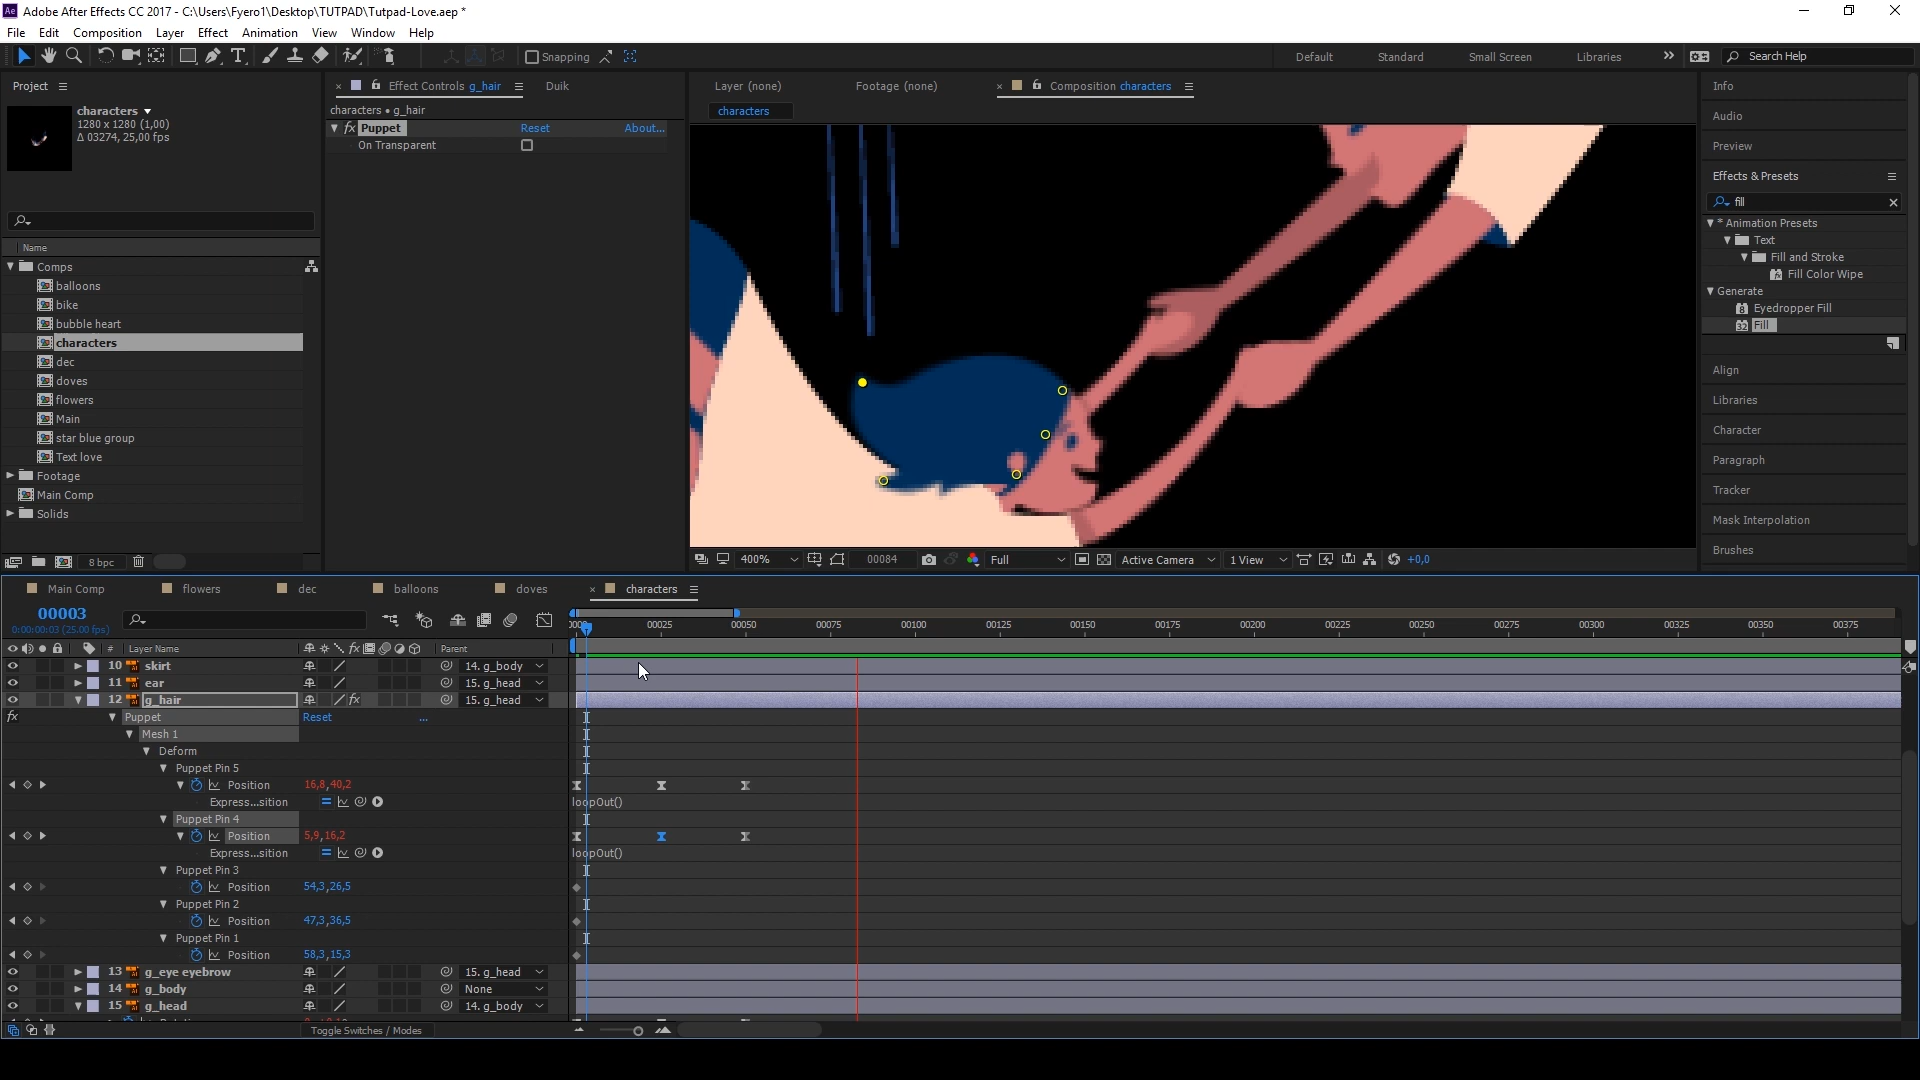 Ae Adobe After Effects CC 2017 - C:\Users\Fyero1\Desktop\TUTPAD\Tutpad-Love.aep *
File Edit Composition Layer Effect Animation View Window Help
Snapping Default Standard Small Screen Libraries Search Help
Project
characters
1280 x 1280 (1,00)
Δ 03274, 25,00 fps
Name
Comps
balloons
bike
bubble heart
characters
dec
doves
flowers
Main
star blue group
Text love
Footage
Main Comp
Solids
8 bpc
Effect Controls g_hair Duik
characters • g_hair
fx Puppet Reset About...
On Transparent
Layer (none) Footage (none) Composition characters
characters
400% 00084 Full Active Camera 1 View +0,0
Info
Audio
Preview
Effects & Presets
fill
* Animation Presets
Text
Fill and Stroke
Fill Color Wipe
Generate
Eyedropper Fill
Fill
Align
Libraries
Character
Paragraph
Tracker
Mask Interpolation
Brushes
Main Comp flowers dec balloons doves characters
00003
0:00:00:03 (25.00 fps)
00025 00050 00075 00100 00125 00150 00175 00200 00225 00250 00275 00300 00325 00350 00375
# Layer Name Parent
10 skirt 14. g_body
11 ear 15. g_head
12 g_hair 15. g_head
fx Puppet Reset ...
Mesh 1
Deform
Puppet Pin 5
Position 16,8,40,2
Express...sition loopOut()
Puppet Pin 4
Position 5,9,16,2
Express...sition loopOut()
Puppet Pin 3
Position 54,3,26,5
Puppet Pin 2
Position 47,3,36,5
Puppet Pin 1
Position 58,3,15,3
13 g_eye eyebrow 15. g_head
14 g_body None
15 g_head 14. g_body
Toggle Switches / Modes